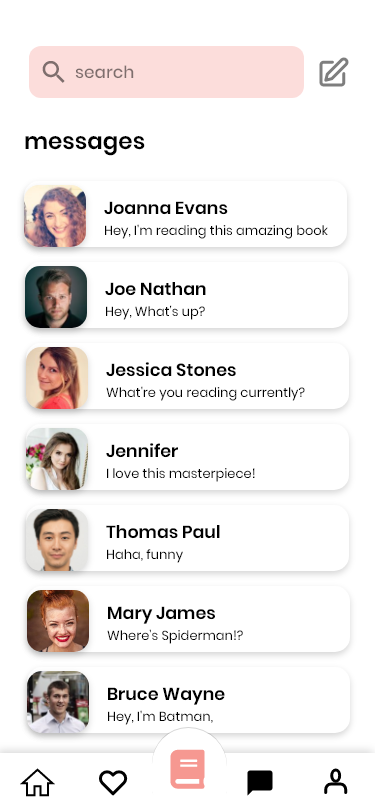 search
messages
Joanna Evans
Hey, I'm reading this amazing book
Joe Nathan
Hey, What's up?
Jessica Stones
What're you reading currently?
Jennifer
I love this masterpiece!
Thomas Paul
Haha, funny
Mary James
Where's Spiderman!?
Bruce Wayne
Hey, I'm Batman,